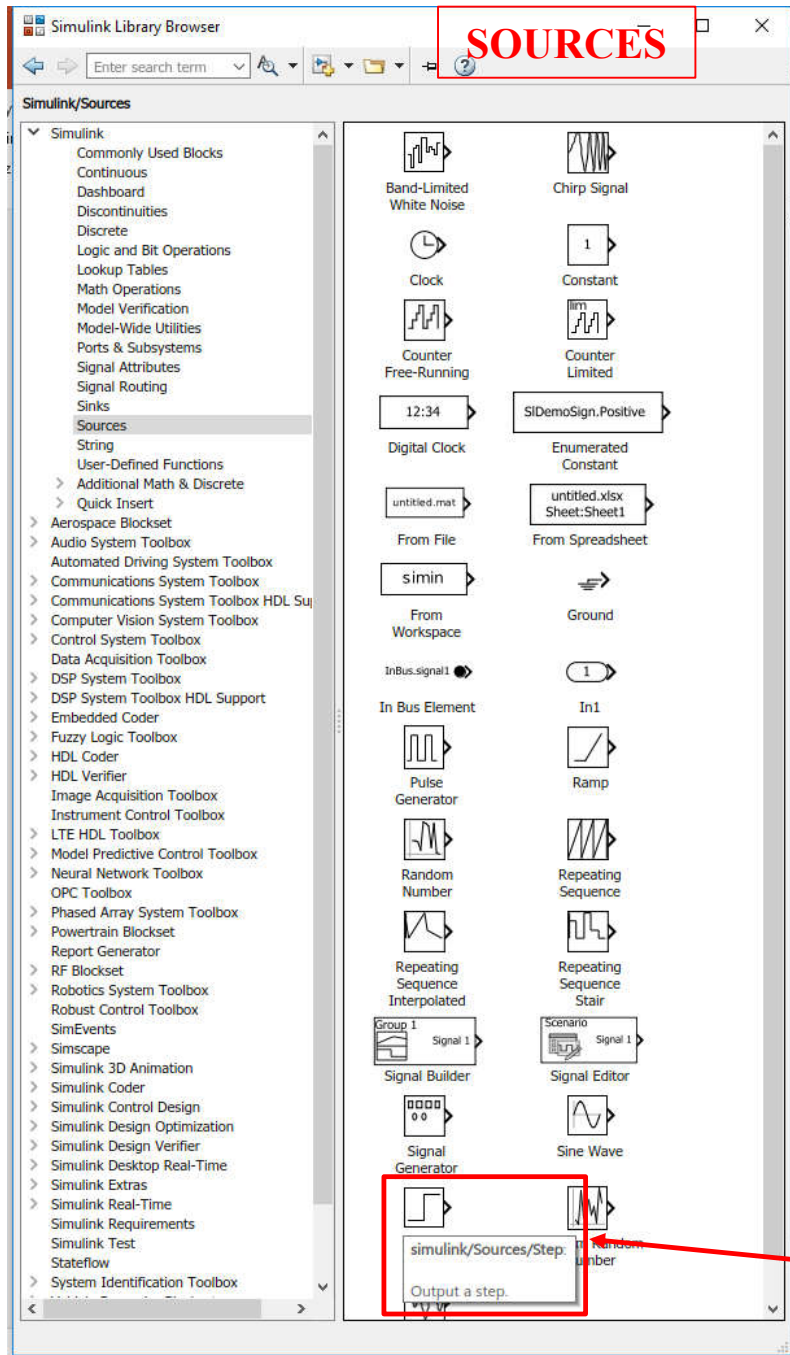 Simulink Library Browser
SOURCES
Enter search term
Simulink/Sources
Simulink
Commonly Used Blocks
Continuous
Dashboard
Discontinuities
Discrete
Logic and Bit Operations
Lookup Tables
Math Operations
Model Verification
Model-Wide Utilities
Ports & Subsystems
Signal Attributes
Signal Routing
Sinks
Sources
String
User-Defined Functions
Additional Math & Discrete
Quick Insert
Aerospace Blockset
Audio System Toolbox
Automated Driving System Toolbox
Communications System Toolbox
Communications System Toolbox HDL Su
Computer Vision System Toolbox
Control System Toolbox
Data Acquisition Toolbox
DSP System Toolbox
DSP System Toolbox HDL Support
Embedded Coder
Fuzzy Logic Toolbox
HDL Coder
HDL Verifier
Image Acquisition Toolbox
Instrument Control Toolbox
LTE HDL Toolbox
Model Predictive Control Toolbox
Neural Network Toolbox
OPC Toolbox
Phased Array System Toolbox
Powertrain Blockset
Report Generator
RF Blockset
Robotics System Toolbox
Robust Control Toolbox
SimEvents
Simscape
Simulink 3D Animation
Simulink Coder
Simulink Control Design
Simulink Design Optimization
Simulink Design Verifier
Simulink Desktop Real-Time
Simulink Extras
Simulink Real-Time
Simulink Requirements
Simulink Test
Stateflow
System Identification Toolbox
Band-Limited
White Noise
Chirp Signal
Clock
1
Constant
Counter
Free-Running
lim
Counter
Limited
12:34
Digital Clock
SlDemoSign.Positive
Enumerated
Constant
untitled.mat
From File
untitled.xlsx
Sheet:Sheet1
From Spreadsheet
simin
From
Workspace
Ground
InBus.signal1
In Bus Element
1
In1
Pulse
Generator
Ramp
Random
Number
Repeating
Sequence
Repeating
Sequence
Interpolated
Repeating
Sequence
Stair
Group 1
Signal 1
Signal Builder
Scenario
Signal 1
Signal Editor
Signal
Generator
Sine Wave
simulink/Sources/Step:
Output a step.
m Random
umber